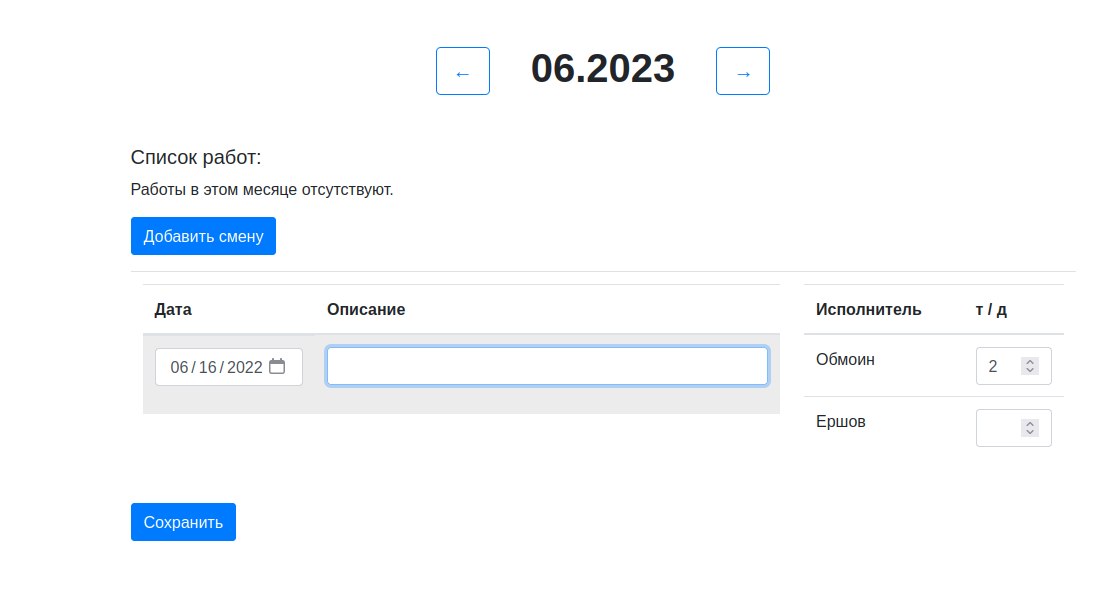 ← 06.2023 →
Список работ:
Работы в этом месяце отсутствуют.
Добавить смену
Дата Описание Исполнитель т / д
06/16/2022 Обмоин 2
Ершов
Сохранить